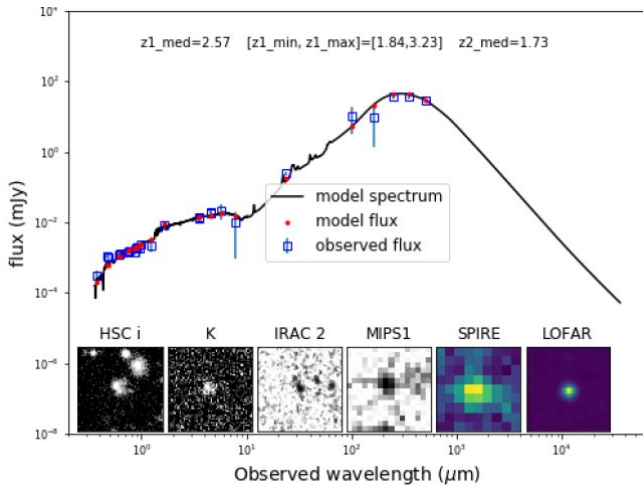 z1_med=2.57 [z1_min, z1_max]=[1.84,3.23] z2_med=1.73
flux (mJy)
10⁴
10²
10⁰
10⁻²
10⁻⁴
10⁻⁶
10⁻⁸
model spectrum
model flux
observed flux
HSC i K IRAC 2 MIPS1 SPIRE LOFAR
10⁰ 10¹ 10² 10³ 10⁴
Observed wavelength (μm)